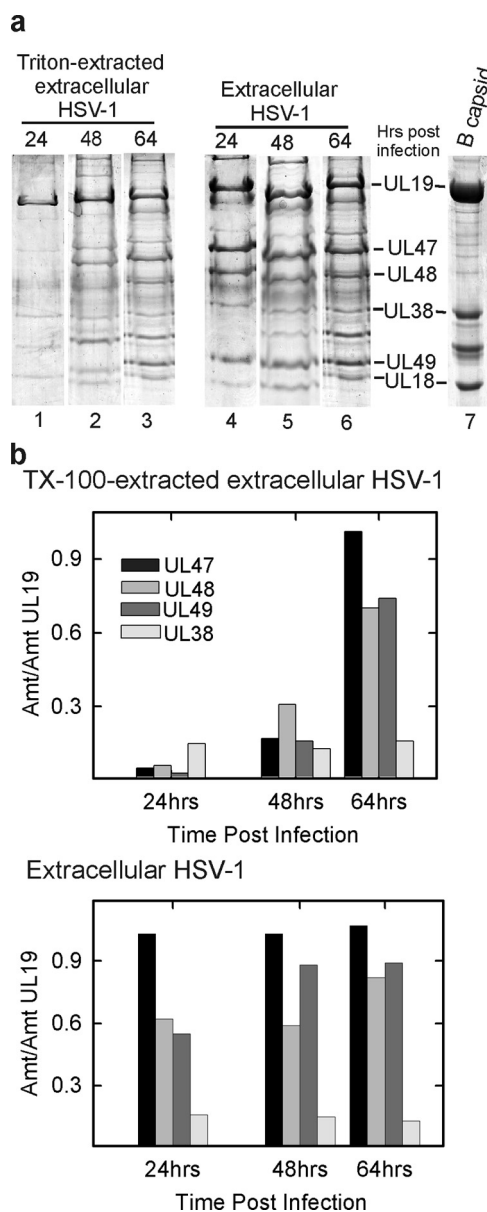 a
Triton-extracted
extracellular
HSV-1
24 48 64
Extracellular
HSV-1
24 48 64
Hrs post
infection
B capsid
UL19
UL47
UL48
UL38
UL49
UL18
1 2 3 4 5 6 7
b
TX-100-extracted extracellular HSV-1
Amt/Amt UL19
0.9
0.6
0.3
UL47
UL48
UL49
UL38
24hrs 48hrs 64hrs
Time Post Infection
Extracellular HSV-1
Amt/Amt UL19
0.9
0.6
0.3
24hrs 48hrs 64hrs
Time Post Infection